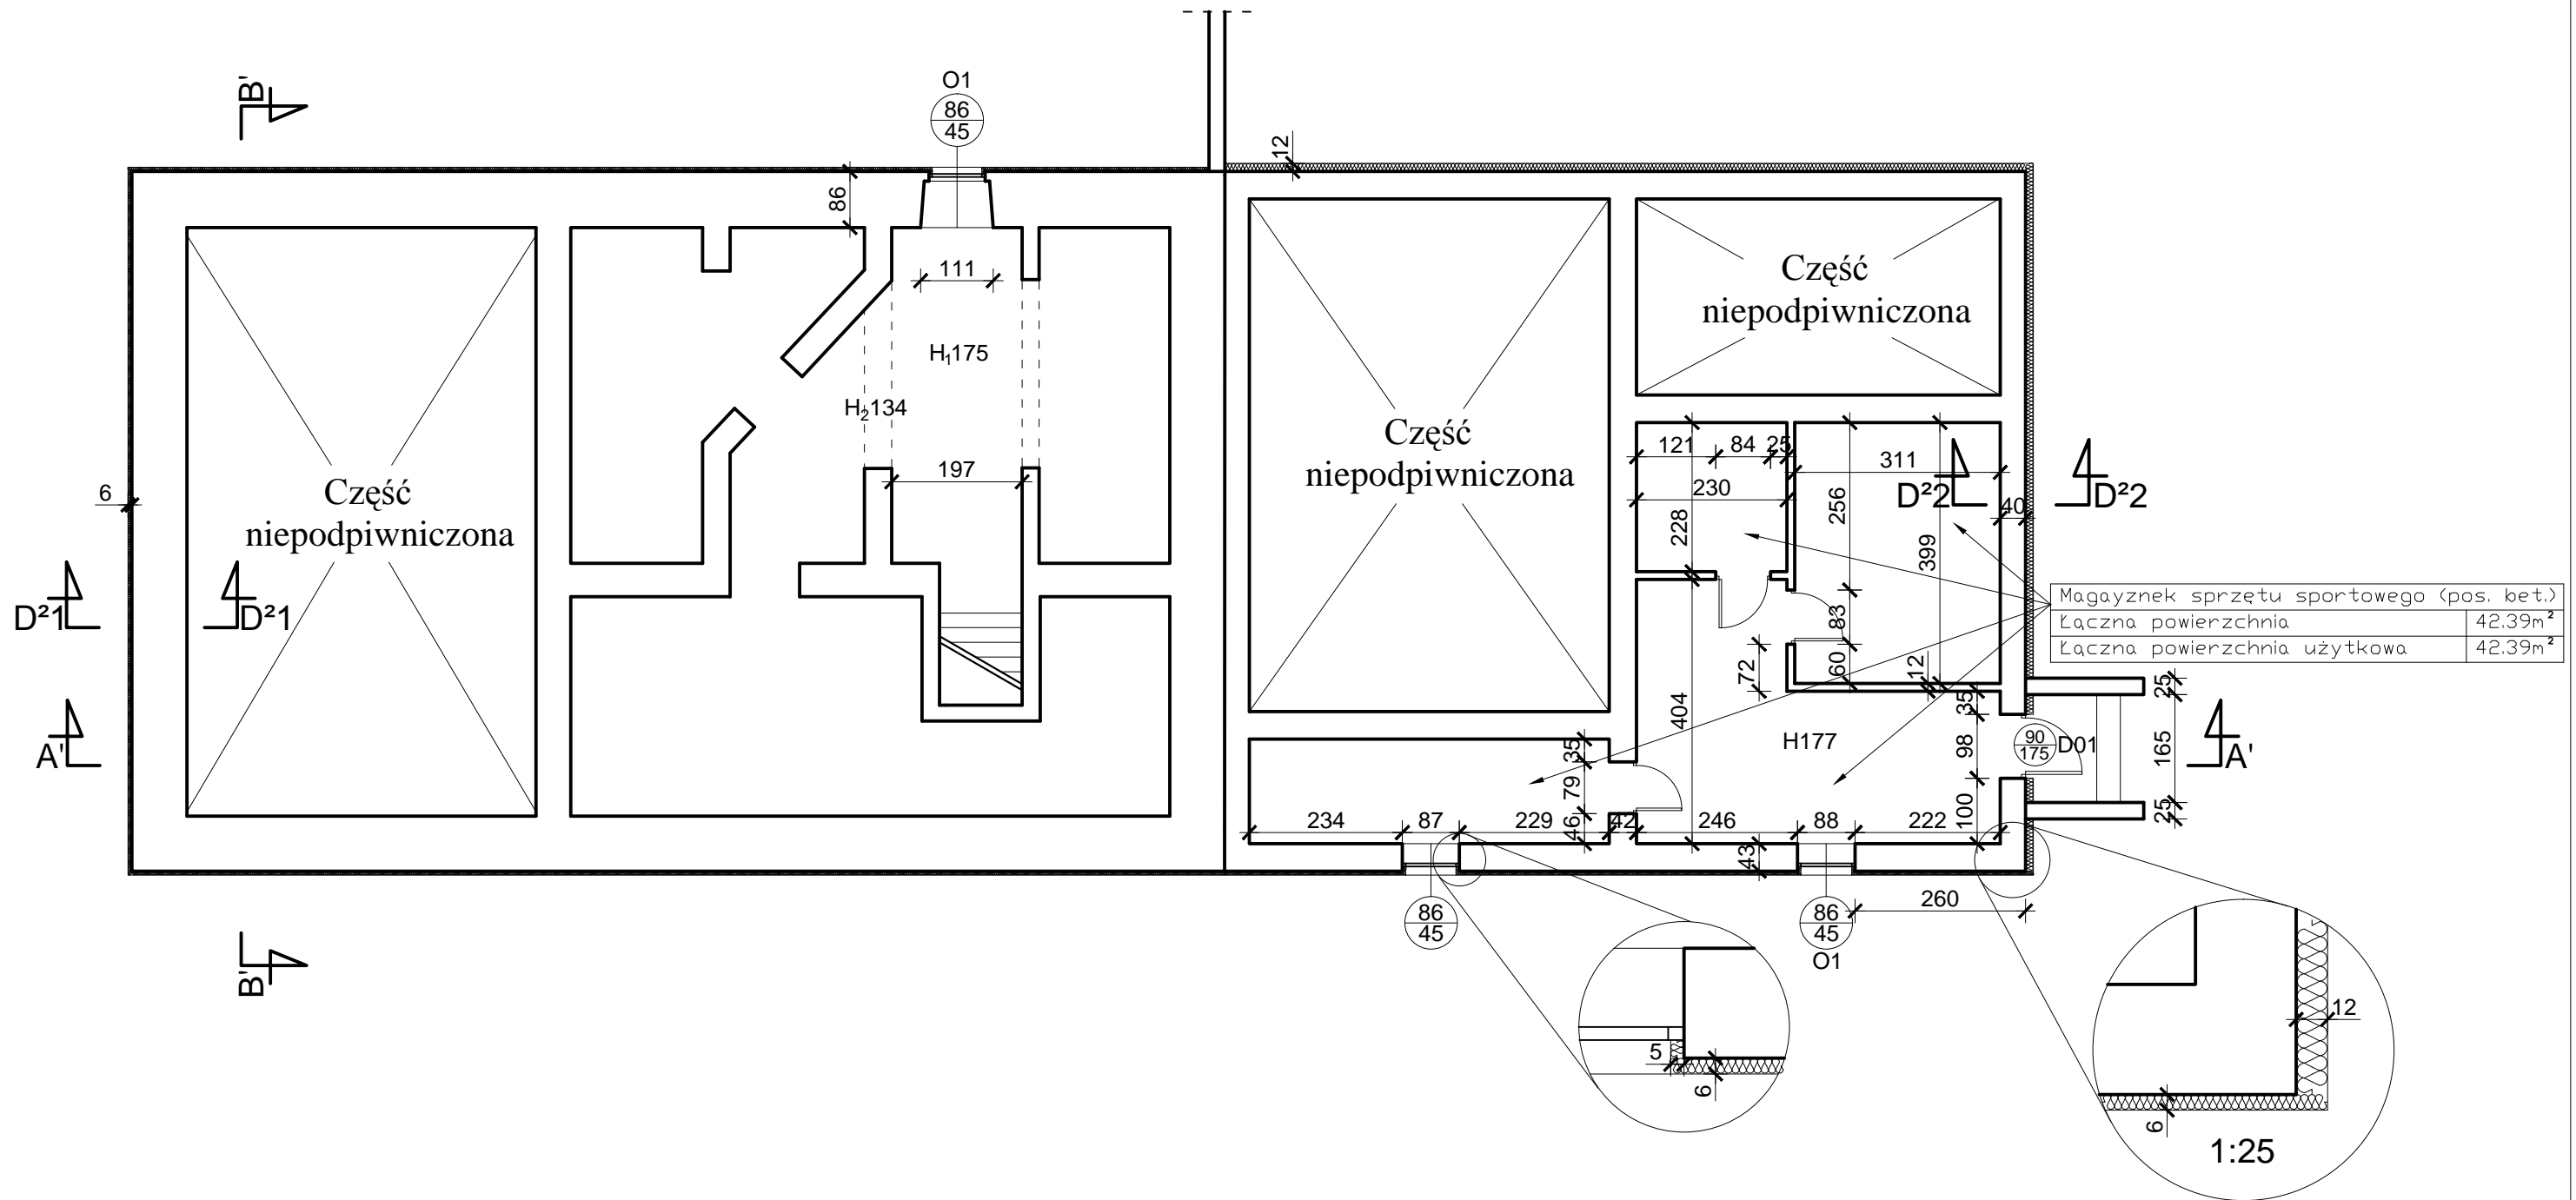 B'
O1
86
45
12
86
111
H₁175
H₂134
197
6
Część
niepodpiwniczona
Część
niepodpiwniczona
Część
niepodpiwniczona
121
84
25
230
228
311
256
399
40
D²2
D²2
D²1
D²1
A'
Magayznek sprzętu sportowego (pos. bet.)
Łączna powierzchnia 42.39m²
Łączna powierzchnia użytkowa 42.39m²
83
60
72
12
404
35
98
100
H177
90
175
D01
25
165
25
A'
35
79
46
234
87
229
42
246
88
222
43
260
86
45
86
45
O1
B'
5
6
12
6
1:25